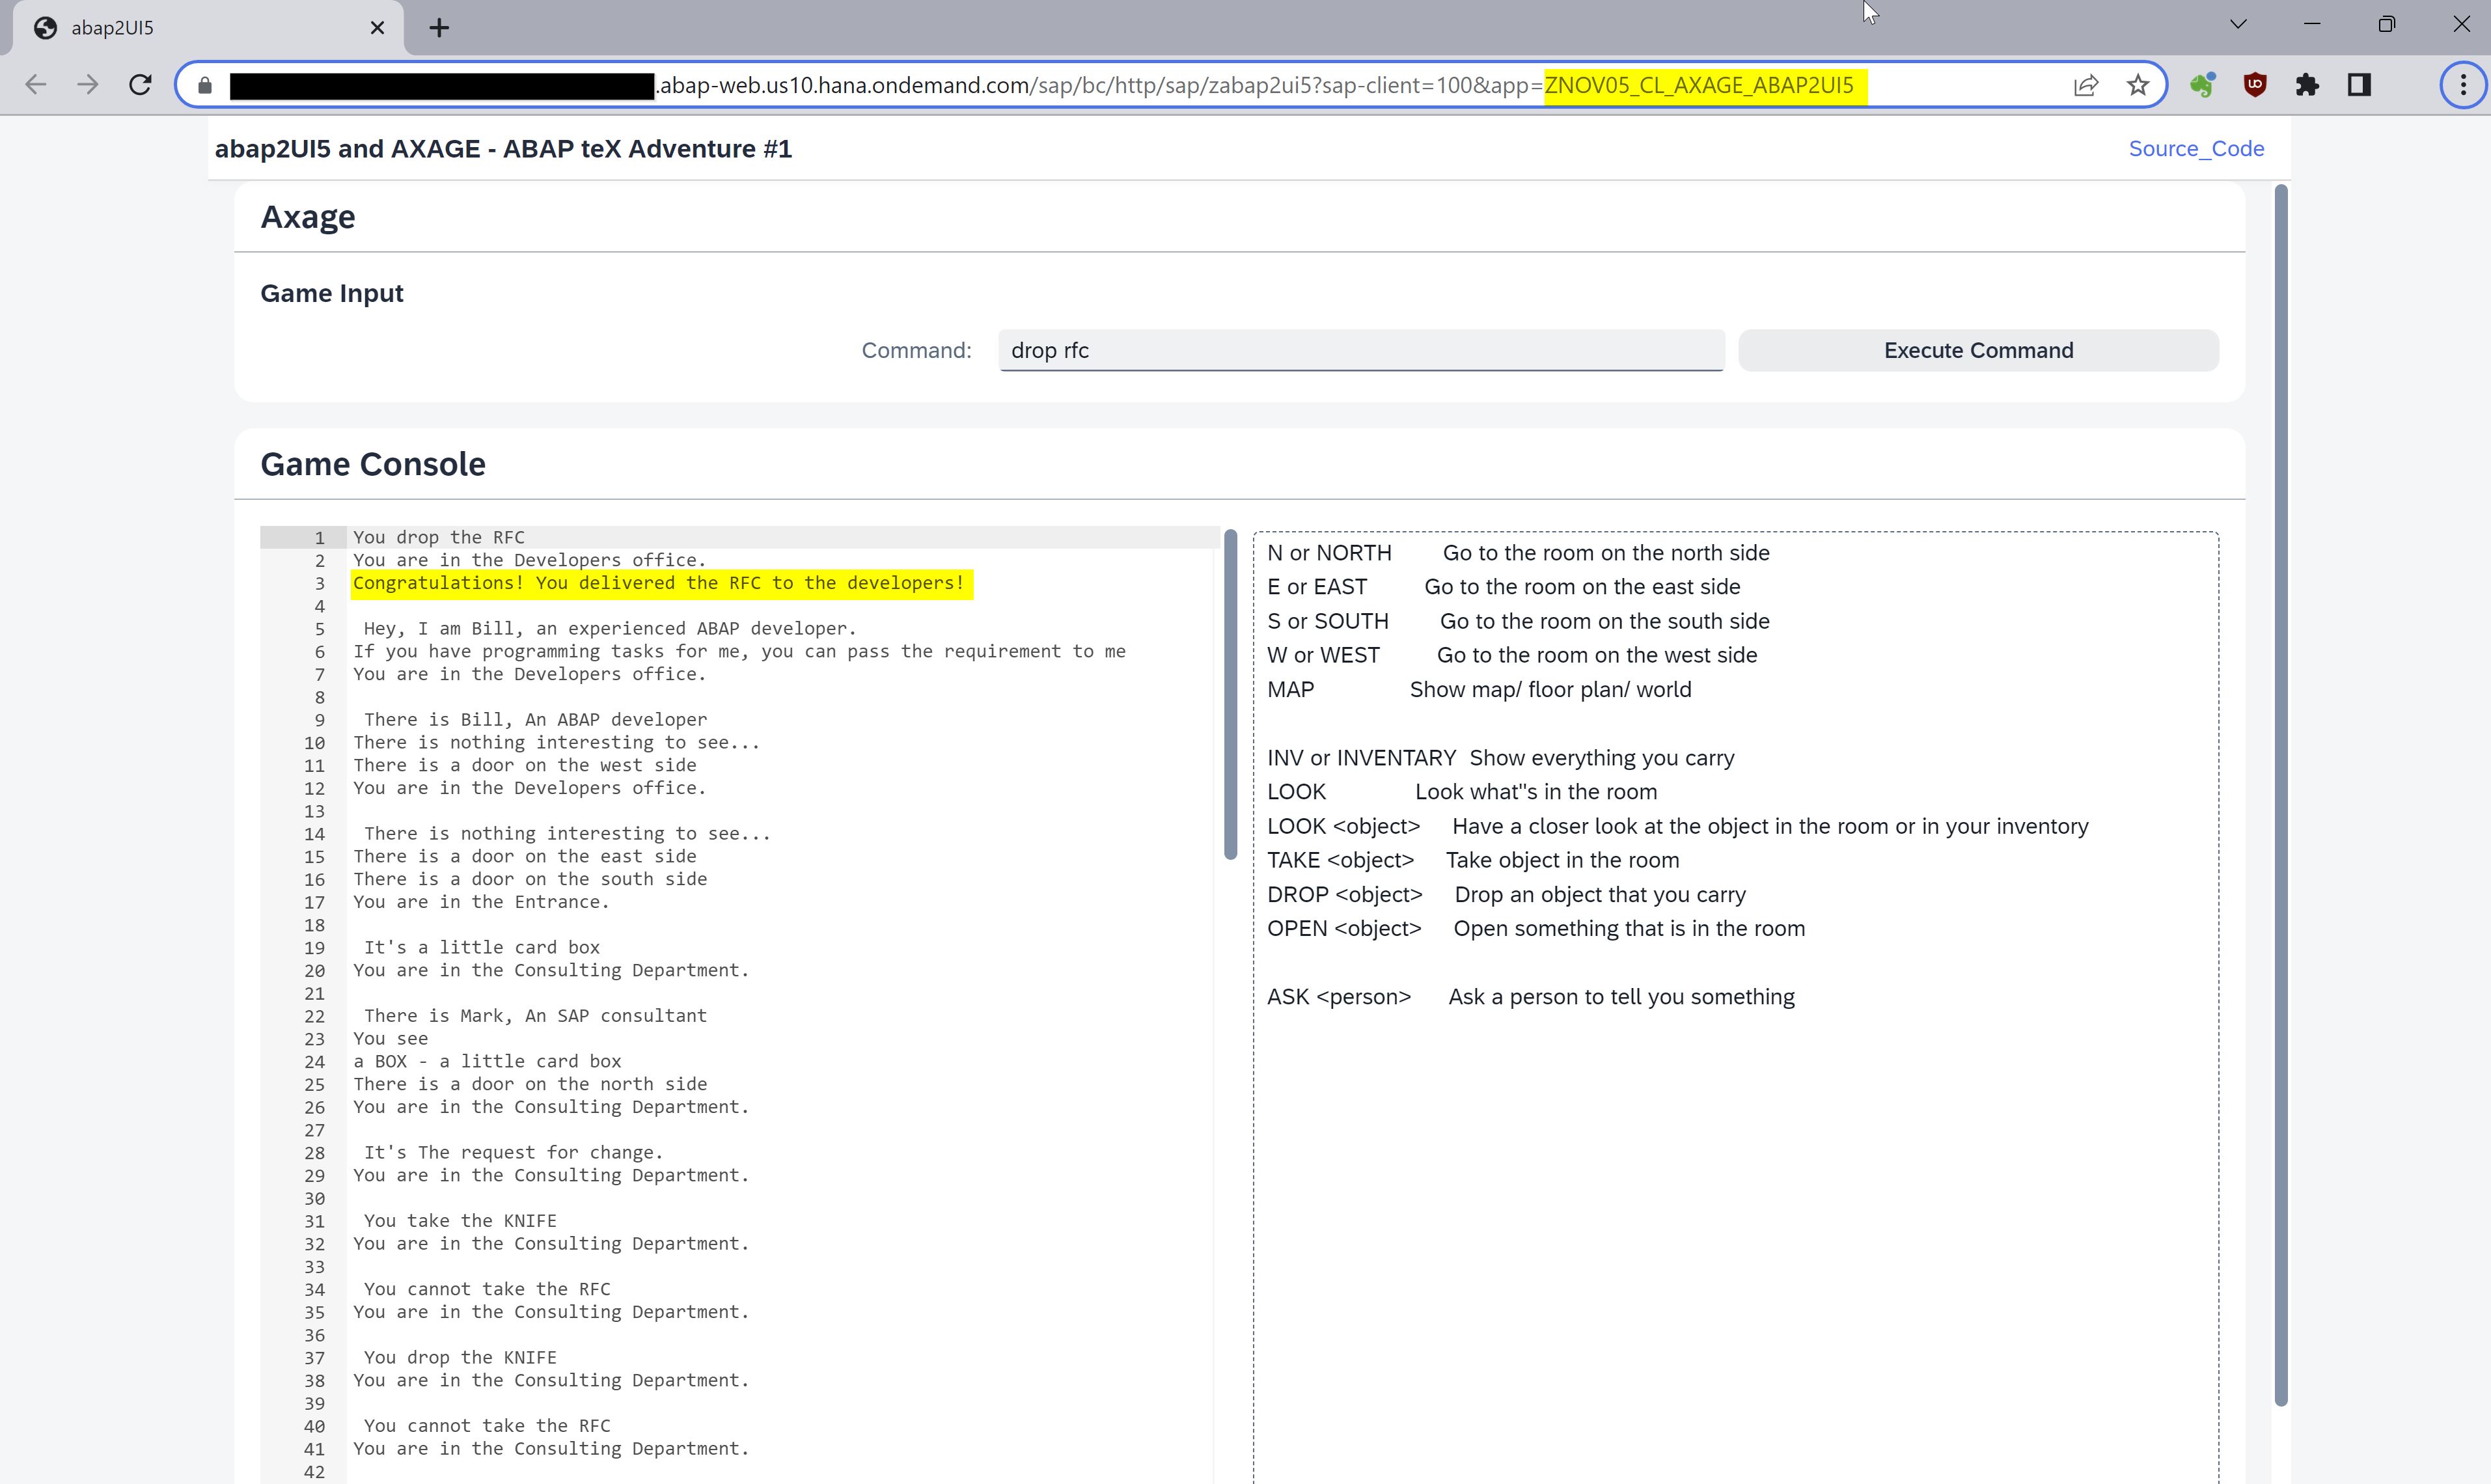 abap2UI5
.abap-web.us10.hana.ondemand.com/sap/bc/http/sap/zabap2ui5?sap-client=100&app=ZNOV05_CL_AXAGE_ABAP2UI5
abap2UI5 and AXAGE - ABAP teX Adventure #1
Source_Code
Axage
Game Input
Command:
drop rfc
Execute Command
Game Console
1 You drop the RFC
2 You are in the Developers office.
3 Congratulations! You delivered the RFC to the developers!
4
5 Hey, I am Bill, an experienced ABAP developer.
6 If you have programming tasks for me, you can pass the requirement to me
7 You are in the Developers office.
8
9 There is Bill, An ABAP developer
10 There is nothing interesting to see...
11 There is a door on the west side
12 You are in the Developers office.
13
14 There is nothing interesting to see...
15 There is a door on the east side
16 There is a door on the south side
17 You are in the Entrance.
18
19 It's a little card box
20 You are in the Consulting Department.
21
22 There is Mark, An SAP consultant
23 You see
24 a BOX - a little card box
25 There is a door on the north side
26 You are in the Consulting Department.
27
28 It's The request for change.
29 You are in the Consulting Department.
30
31 You take the KNIFE
32 You are in the Consulting Department.
33
34 You cannot take the RFC
35 You are in the Consulting Department.
36
37 You drop the KNIFE
38 You are in the Consulting Department.
39
40 You cannot take the RFC
41 You are in the Consulting Department.
42
N or NORTH Go to the room on the north side
E or EAST Go to the room on the east side
S or SOUTH Go to the room on the south side
W or WEST Go to the room on the west side
MAP Show map/ floor plan/ world
INV or INVENTARY Show everything you carry
LOOK Look what"s in the room
LOOK <object> Have a closer look at the object in the room or in your inventory
TAKE <object> Take object in the room
DROP <object> Drop an object that you carry
OPEN <object> Open something that is in the room
ASK <person> Ask a person to tell you something